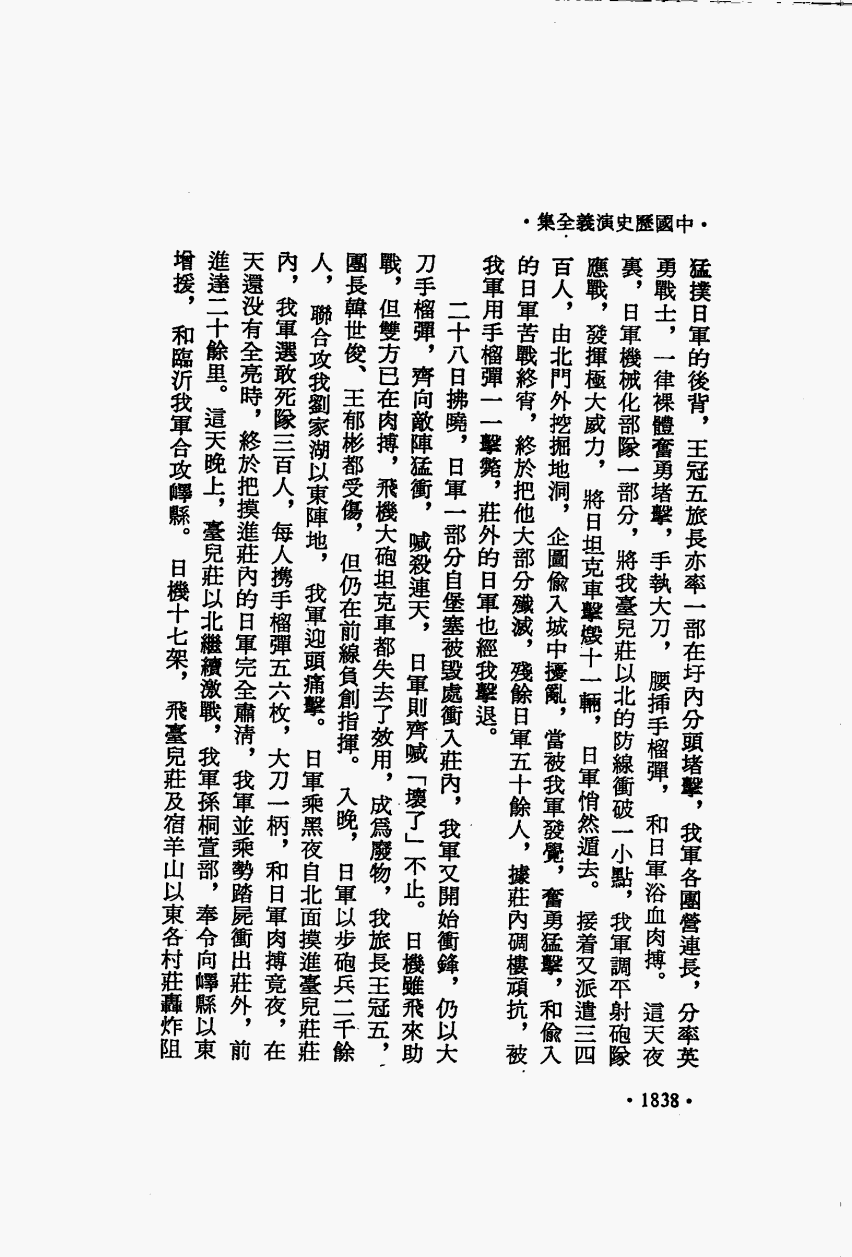 ·中國歷史演義全集·
猛撲日軍的後背，王冠五旅長亦率一部在圩內分頭堵擊，我軍各團營連長，分率英
勇戰士，一律裸體奮勇堵擊，手執大刀，腰揷手榴彈，和日軍浴血肉搏。這天夜
裏，日軍機械化部隊一部分，將我臺兒莊以北的防線衝破一小點，我軍調平射砲隊
應戰，發揮極大威力，將日坦克車擊燬十一輛，日軍悄然遁去。接着又派遣三四
百人，由北門外挖掘地洞，企圖偸入城中擾亂，當被我軍發覺，奮勇猛擊，和偸入
的日軍苦戰終宵，終於把他大部分殲滅，殘餘日軍五十餘人，據莊內碉樓頑抗，被
我軍用手榴彈一一擊斃，莊外的日軍也經我擊退。
二十八日拂曉，日軍一部分自堡塞被毀處衝入莊內，我軍又開始衝鋒，仍以大
刀手榴彈，齊向敵陣猛衝，喊殺連天，日軍則齊喊「壞了」不止。日機雖飛來助
戰，但雙方已在肉搏，飛機大砲坦克車都失去了效用，成爲廢物，我旅長王冠五，
團長韓世俊、王郁彬都受傷，但仍在前線負創指揮。入晚，日軍以步砲兵二千餘
人，聯合攻我劉家湖以東陣地，我軍迎頭痛擊。日軍乘黑夜自北面摸進臺兒莊莊
內，我軍選敢死隊三百人，每人携手榴彈五六枚，大刀一柄，和日軍肉搏竟夜，在
天還没有全亮時，終於把摸進莊內的日軍完全肅淸，我軍並乘勢踏屍衝出莊外，前
進達二十餘里。這天晚上，臺兒莊以北繼續激戰，我軍孫桐萱部，奉令向嶧縣以東
增援，和臨沂我軍合攻嶧縣。日機十七架，飛臺兒莊及宿羊山以東各村莊轟炸阻
·1838·